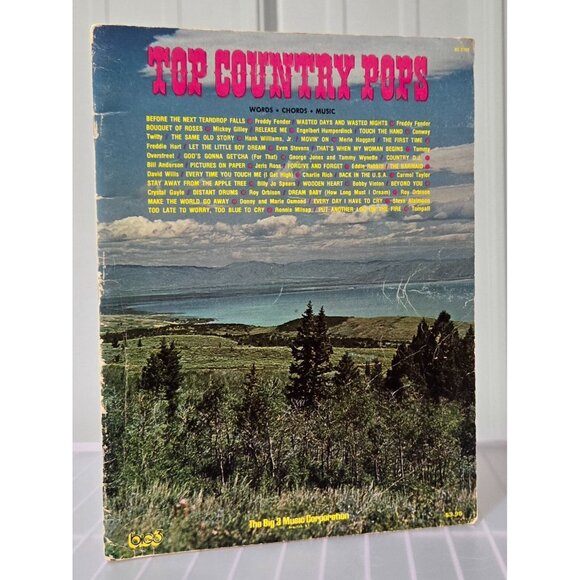 TOP COUNTRY POPS
WORDS • CHORDS • MUSIC
BEFORE THE NEXT TEARDROP FALLS • Freddy Fender WASTED DAYS AND WASTED NIGHTS • Freddy Fender
BOUQUET OF ROSES • Mickey Gilley RELEASE ME • Engelbert Humperdinck TOUCH THE HAND • Conway
Twitty THE SAME OLD STORY • Hank Williams, Jr. MOVIN' ON • Merle Haggard THE FIRST TIME •
Freddie Hart LET THE LITTLE BOY DREAM • Even Stevens THAT'S WHEN MY WOMAN BEGINS • Tommy
Overstreet GOD'S GONNA GET'CHA (For That) • George Jones and Tammy Wynette COUNTRY D.J. •
Bill Anderson PICTURES ON PAPER • Jeris Ross FORGIVE AND FORGET • Eddie Rabbitt THE MERMAID •
David Wills EVERY TIME YOU TOUCH ME (I Get High) • Charlie Rich BACK IN THE U.S.A. • Carmel Taylor
STAY AWAY FROM THE APPLE TREE • Billy Jo Spears WOODEN HEART • Bobby Vinton BEYOND YOU •
Crystal Gayle DISTANT DRUMS • Roy Orbison DREAM BABY (How Long Must I Dream) • Roy Orbison
MAKE THE WORLD GO AWAY • Donny and Marie Osmond EVERY DAY I HAVE TO CRY • Steve Alaimo
TOO LATE TO WORRY, TOO BLUE TO CRY • Ronnie Milsap PUT ANOTHER LOG ON THE FIRE • Tompall
The Big 3 Music Corporation
big3
$3.95